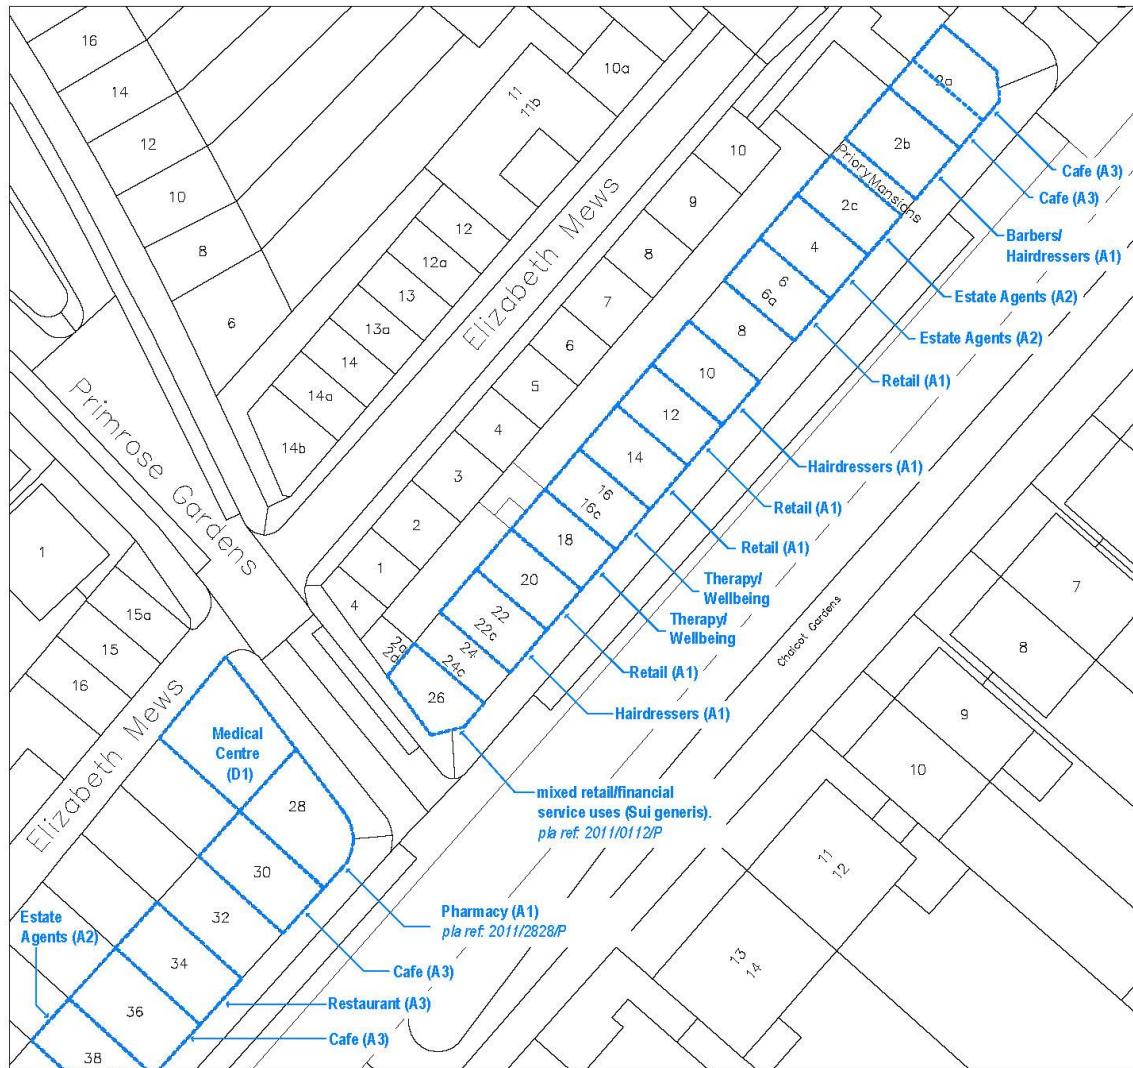 16
14
12
10
8
6
10a
11
11b
12
12a
13
13a
14
14a
14b
Elizabeth Mews
10
9
8
7
6
5
4
3
2
1
4
2a
2d
Primrose Gardens
1
15a
15
16
Elizabeth Mews
2a
2b
Priory Mansions
2c
4
6
6a
8
10
12
14
16
16c
18
20
22
22c
24
24c
26
Cafe (A3)
Cafe (A3)
Barbers/
Hairdressers (A1)
Estate Agents (A2)
Estate Agents (A2)
Retail (A1)
Hairdressers (A1)
Retail (A1)
Retail (A1)
Therapy/
Wellbeing
Therapy/
Wellbeing
Retail (A1)
Hairdressers (A1)
mixed retail/financial
service uses (Sui generis).
pla ref: 2011/0112/P
Medical
Centre
(D1)
28
30
32
34
36
38
Pharmacy (A1)
pla ref: 2011/2828/P
Cafe (A3)
Restaurant (A3)
Cafe (A3)
Estate
Agents (A2)
Chalcot Gardens
7
8
9
10
11
12
13
14